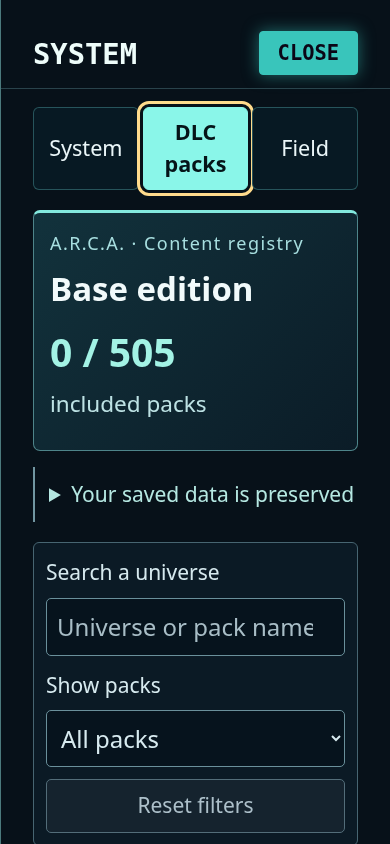 SYSTEM
CLOSE
System
DLC
packs
Field
A.R.C.A. · Content registry
Base edition
0 / 505
included packs
Your saved data is preserved
Search a universe
Universe or pack name
Show packs
All packs
Reset filters